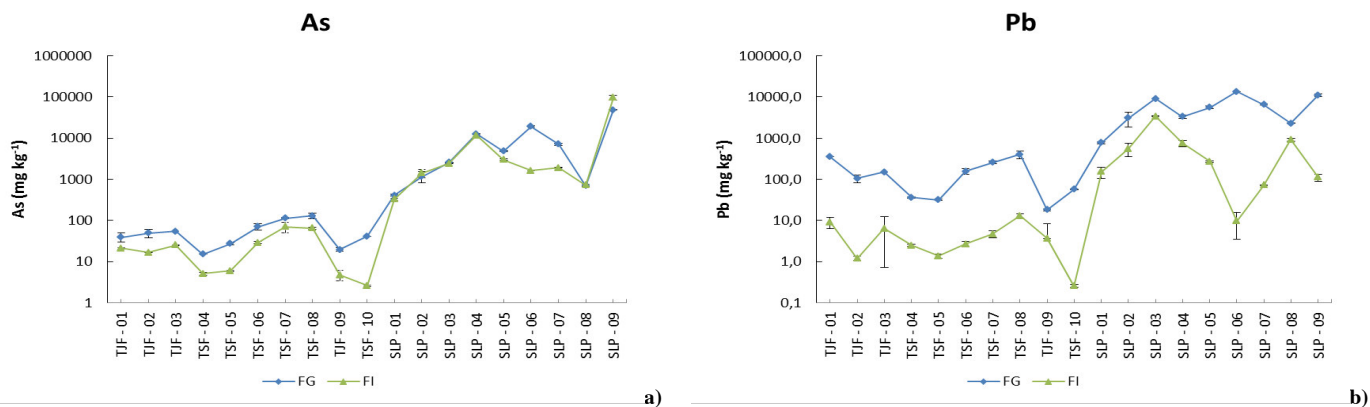 As
1000000
100000
10000
1000
100
10
1
As (mg kg⁻¹)
TJF - 01
TJF - 02
TJF - 03
TSF - 04
TSF - 05
TSF - 06
TSF - 07
TSF - 08
TJF - 09
TSF - 10
SLP - 01
SLP - 02
SLP - 03
SLP - 04
SLP - 05
SLP - 06
SLP - 07
SLP - 08
SLP - 09
FG FI
a)
Pb
100000,0
10000,0
1000,0
100,0
10,0
1,0
0,1
Pb (mg kg⁻¹)
TJF - 01
TJF - 02
TJF - 03
TSF - 04
TSF - 05
TSF - 06
TSF - 07
TSF - 08
TJF - 09
TSF - 10
SLP - 01
SLP - 02
SLP - 03
SLP - 04
SLP - 05
SLP - 06
SLP - 07
SLP - 08
SLP - 09
FG FI
b)